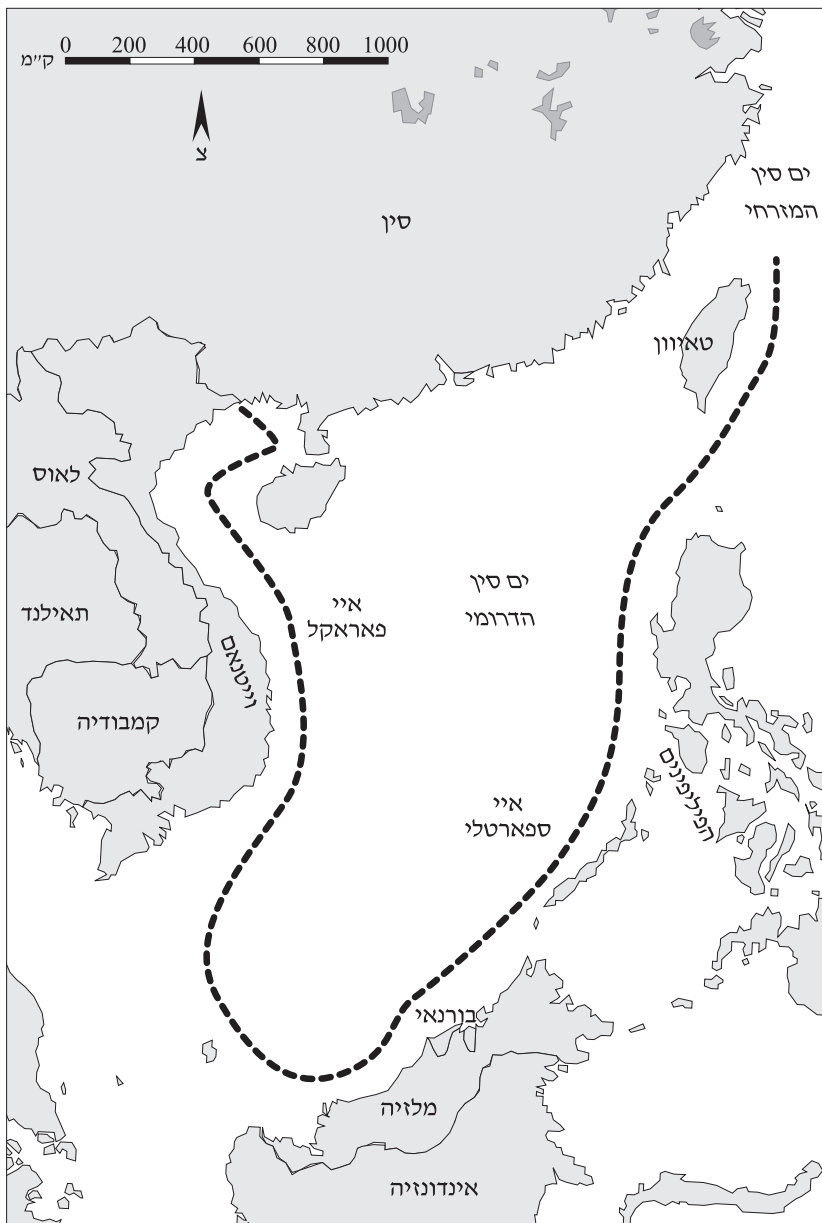 ק״מ 0 200 400 600 800 1000
צ
ים סין
המזרחי
סין
טאיוון
לאוס
ים סין
הדרומי
איי
פאראקל
תאילנד
וייטנאם
קמבודיה
הפיליפינים
איי
ספארטלי
בורנאי
מלזיה
אינדונזיה